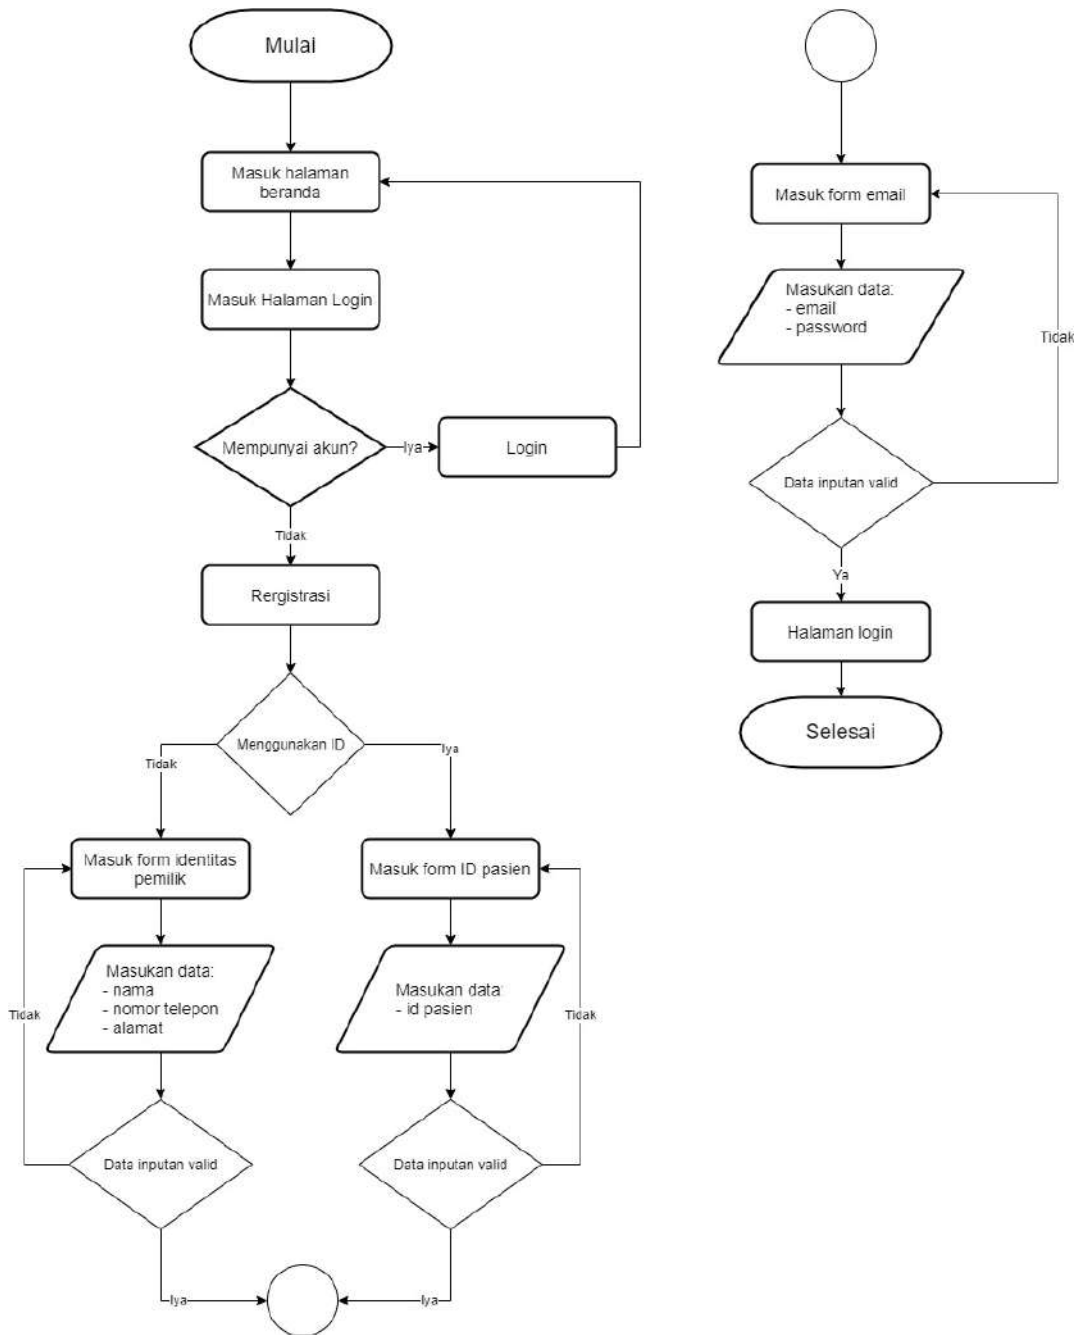 Mulai
Masuk halaman
beranda
Masuk Halaman Login
Mempunyai akun?
Iya
Login
Tidak
Rergistrasi
Menggunakan ID
Tidak
Iya
Masuk form identitas
pemilik
Masukan data:
- nama
- nomor telepon
- alamat
Tidak
Data inputan valid
Iya
Masuk form ID pasien
Masukan data:
- id pasien
Tidak
Data inputan valid
Iya
Masuk form email
Masukan data:
- email
- password
Tidak
Data inputan valid
Ya
Halaman login
Selesai